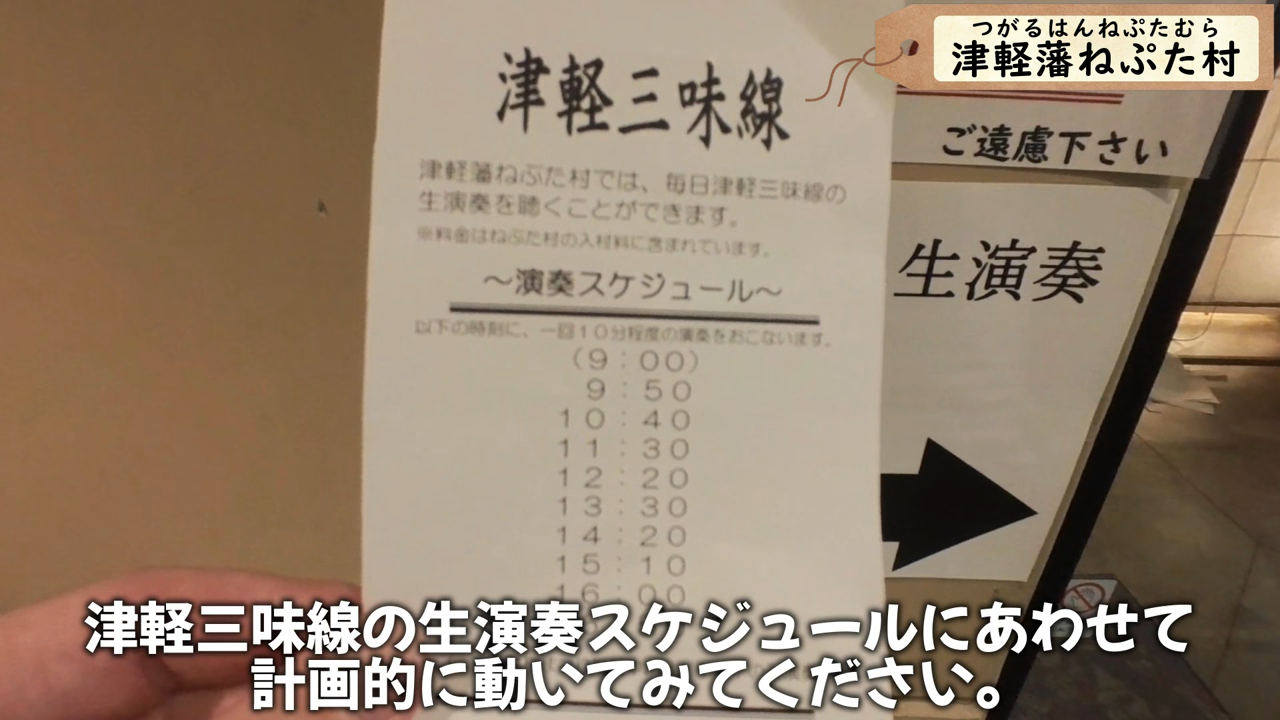 つがるはんねぷたむら
津軽藩ねぷた村
津軽三味線
津軽藩ねぷた村では、毎日津軽三味線の
生演奏を聴くことができます。
※料金はねぷた村の入村料に含まれています。
～演奏スケジュール～
以下の時刻に、一回１０分程度の演奏をおこないます。
（９：００）
９：５０
１０：４０
１１：３０
１２：２０
１３：３０
１４：２０
１５：１０
１６：００
ご遠慮下さい
生演奏
津軽三味線の生演奏スケジュールにあわせて
計画的に動いてみてください。